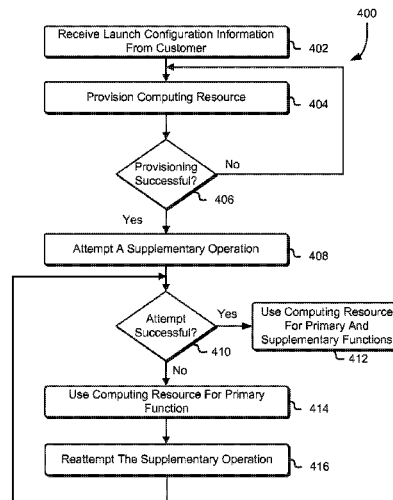 400
Receive Launch Configuration Information
From Customer
402
Provision Computing Resource
404
Provisioning
Successful?
No
406
Yes
Attempt A Supplementary Operation
408
Attempt
Successful?
Yes
410
Use Computing Resource
For Primary And
Supplementary Functions
412
No
Use Computing Resource For Primary
Function
414
Reattempt The Supplementary Operation
416